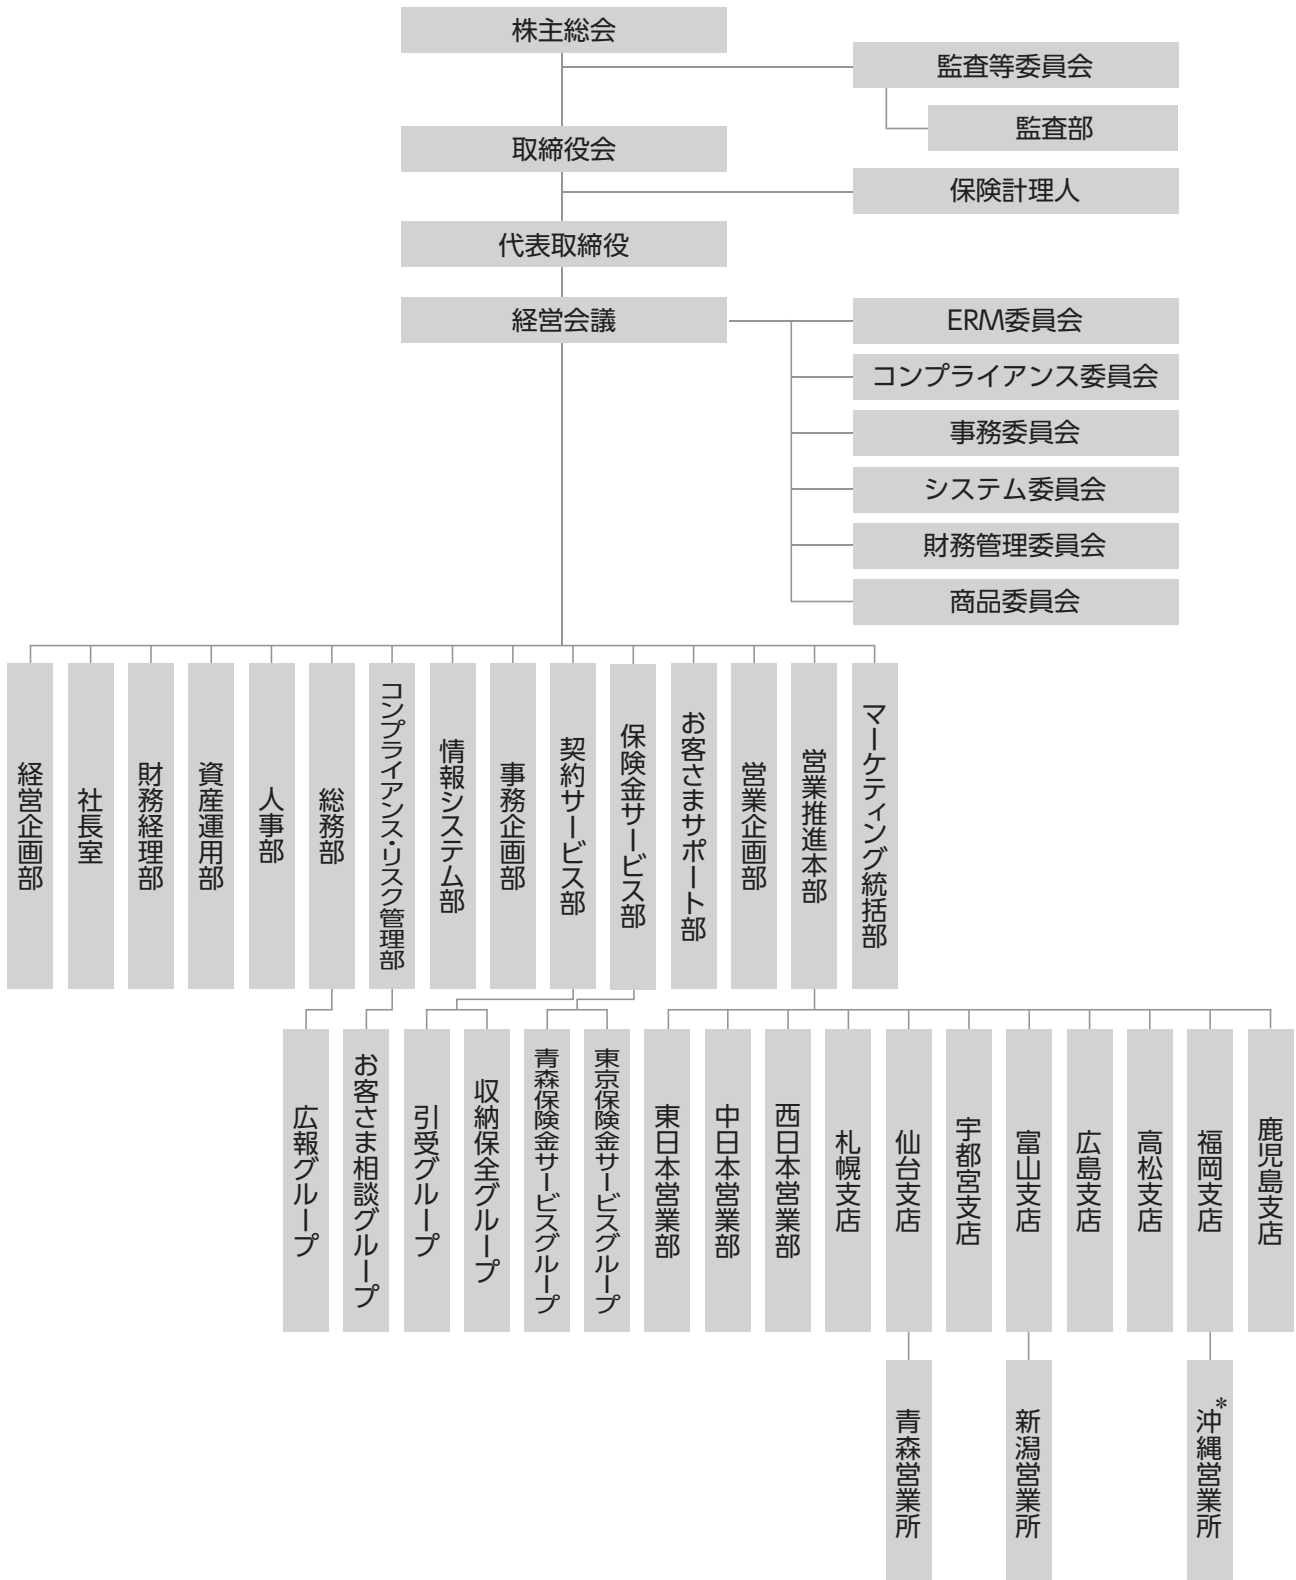 株主総会
監査等委員会
監査部
取締役会
保険計理人
代表取締役
経営会議
ERM委員会
コンプライアンス委員会
事務委員会
システム委員会
財務管理委員会
商品委員会
経営企画部
社長室
財務経理部
資産運用部
人事部
総務部
コンプライアンス・リスク管理部
情報システム部
事務企画部
契約サービス部
保険金サービス部
お客さまサポート部
営業企画部
営業推進本部
マーケティング統括部
広報グループ
お客さま相談グループ
引受グループ
収納保全グループ
青森保険金サービスグループ
東京保険金サービスグループ
東日本営業部
中日本営業部
西日本営業部
札幌支店
仙台支店
宇都宮支店
富山支店
広島支店
高松支店
福岡支店
鹿児島支店
青森営業所
新潟営業所
沖縄営業所*